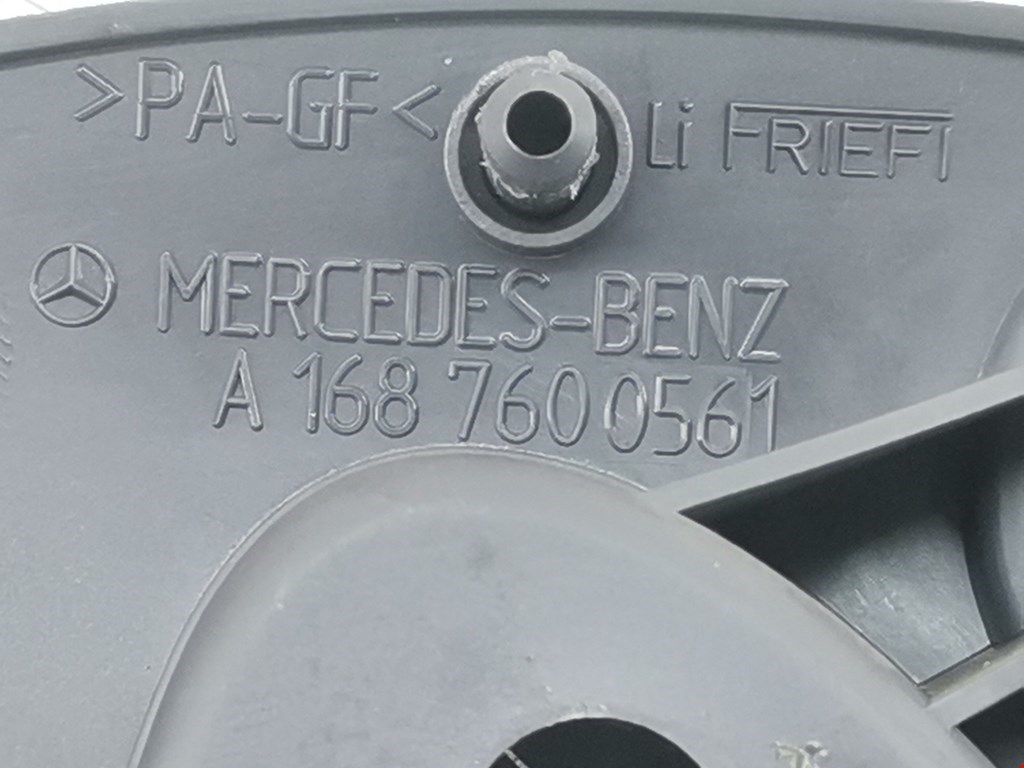 >PA-GF< Li FRIEFI
MERCEDES-BENZ
A 168 760 0561